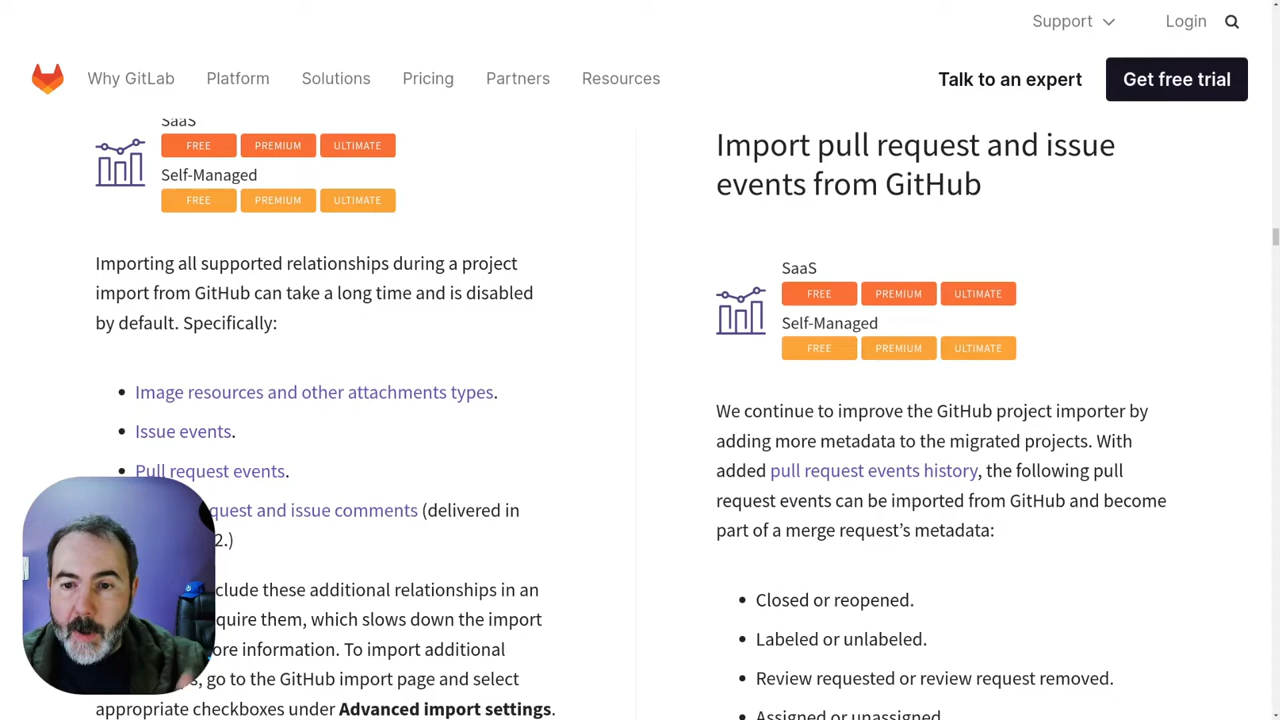 Support
Login
Why GitLab
Platform
Solutions
Pricing
Partners
Resources
Talk to an expert
Get free trial
SaaS
FREE PREMIUM ULTIMATE
Self-Managed
FREE PREMIUM ULTIMATE
Importing all supported relationships during a project
import from GitHub can take a long time and is disabled
by default. Specifically:
Image resources and other attachments types.
Issue events.
Pull request events.
quest and issue comments (delivered in
2.)
clude these additional relationships in an
quire them, which slows down the import
ore information. To import additional
, go to the GitHub import page and select
appropriate checkboxes under Advanced import settings.
Import pull request and issue
events from GitHub
SaaS
FREE PREMIUM ULTIMATE
Self-Managed
FREE PREMIUM ULTIMATE
We continue to improve the GitHub project importer by
adding more metadata to the migrated projects. With
added pull request events history, the following pull
request events can be imported from GitHub and become
part of a merge request’s metadata:
Closed or reopened.
Labeled or unlabeled.
Review requested or review request removed.
Assigned or unassigned